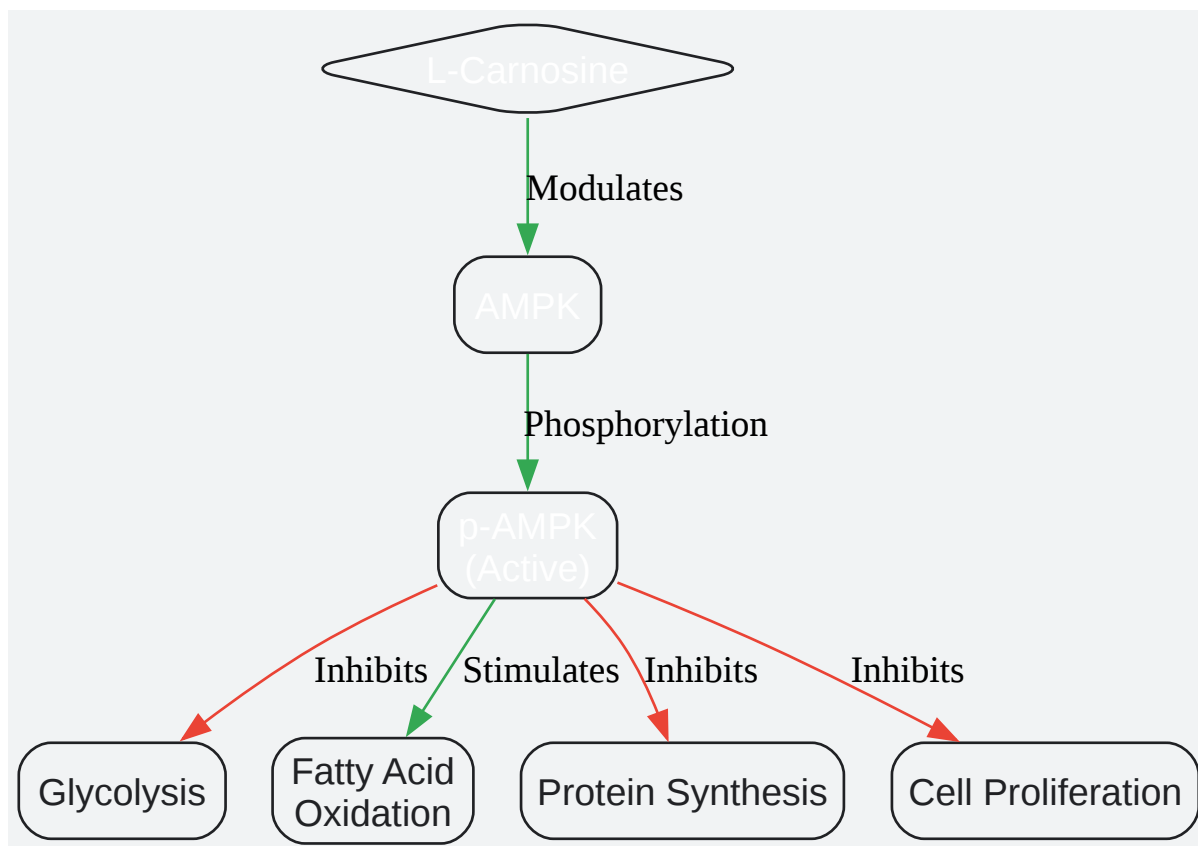 L-Carnosine
Modulates
AMPK
Phosphorylation
p-AMPK
(Active)
Inhibits
Stimulates
Inhibits
Inhibits
Glycolysis
Fatty Acid
Oxidation
Protein Synthesis
Cell Proliferation